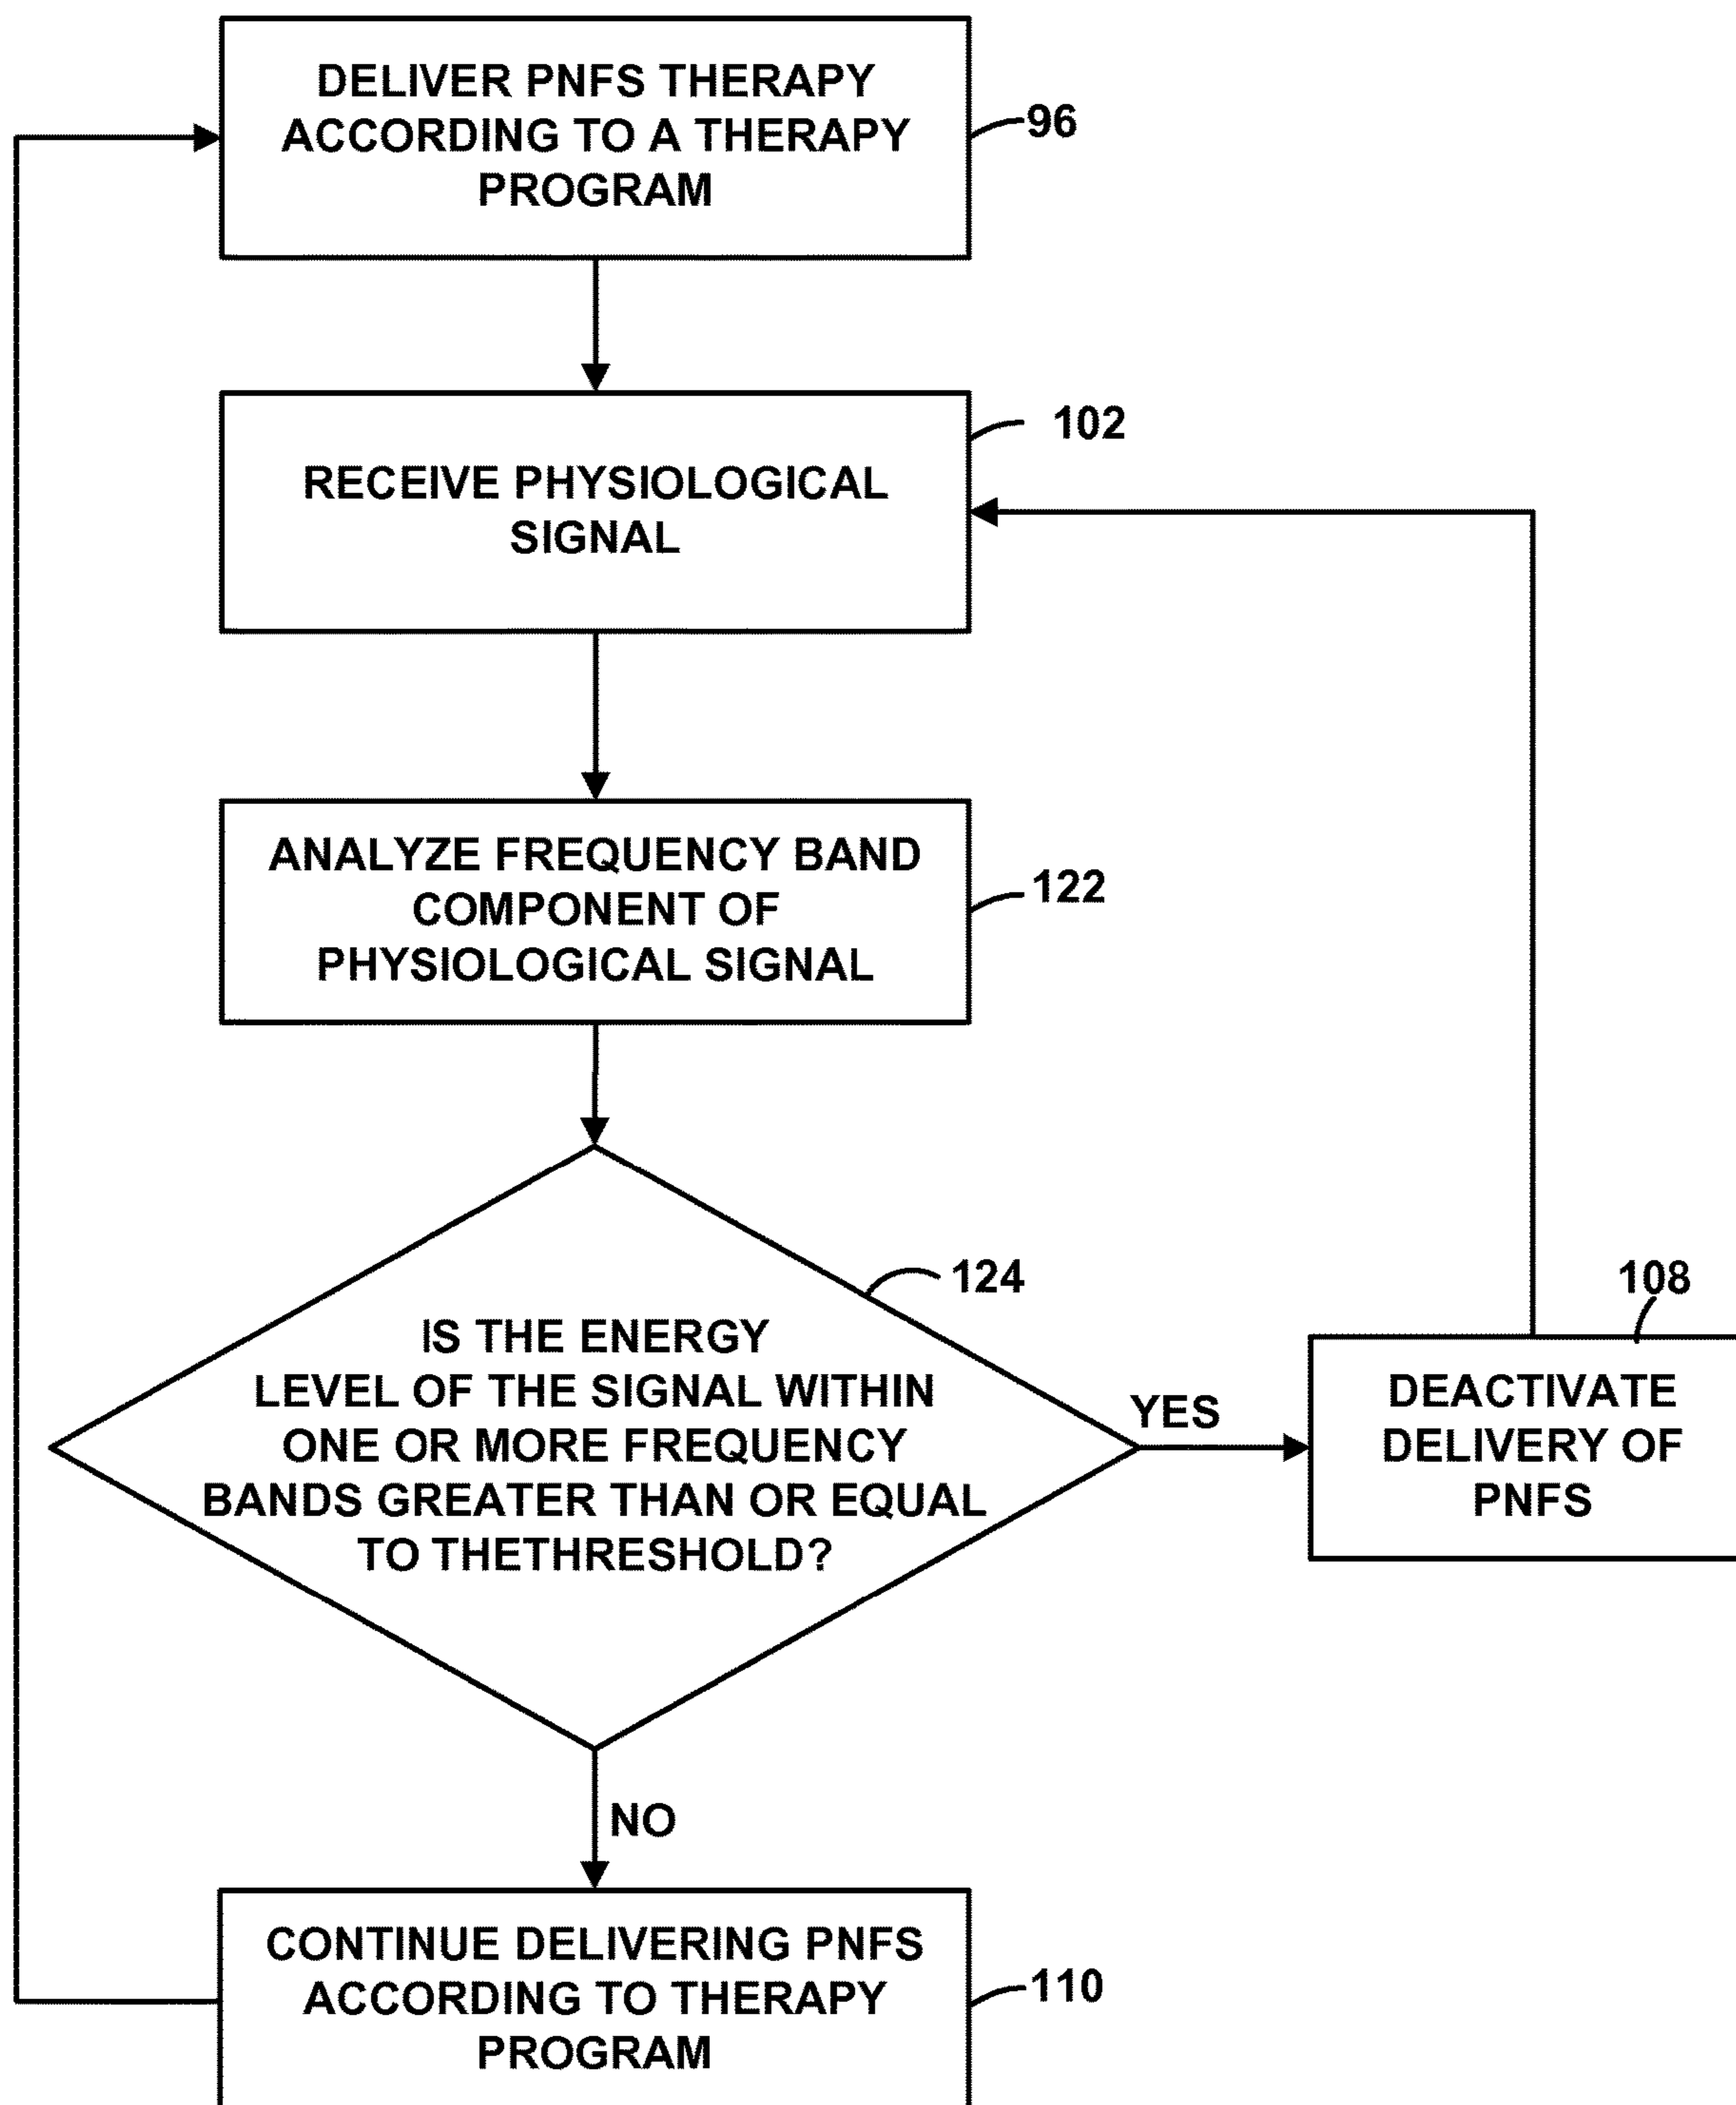 DELIVER PNFS THERAPY
ACCORDING TO A THERAPY
PROGRAM
96
RECEIVE PHYSIOLOGICAL
SIGNAL
102
ANALYZE FREQUENCY BAND
COMPONENT OF
PHYSIOLOGICAL SIGNAL
122
124
IS THE ENERGY
LEVEL OF THE SIGNAL WITHIN
ONE OR MORE FREQUENCY
BANDS GREATER THAN OR EQUAL
TO THETHRESHOLD?
YES
108
DEACTIVATE
DELIVERY OF
PNFS
NO
CONTINUE DELIVERING PNFS
ACCORDING TO THERAPY
PROGRAM
110